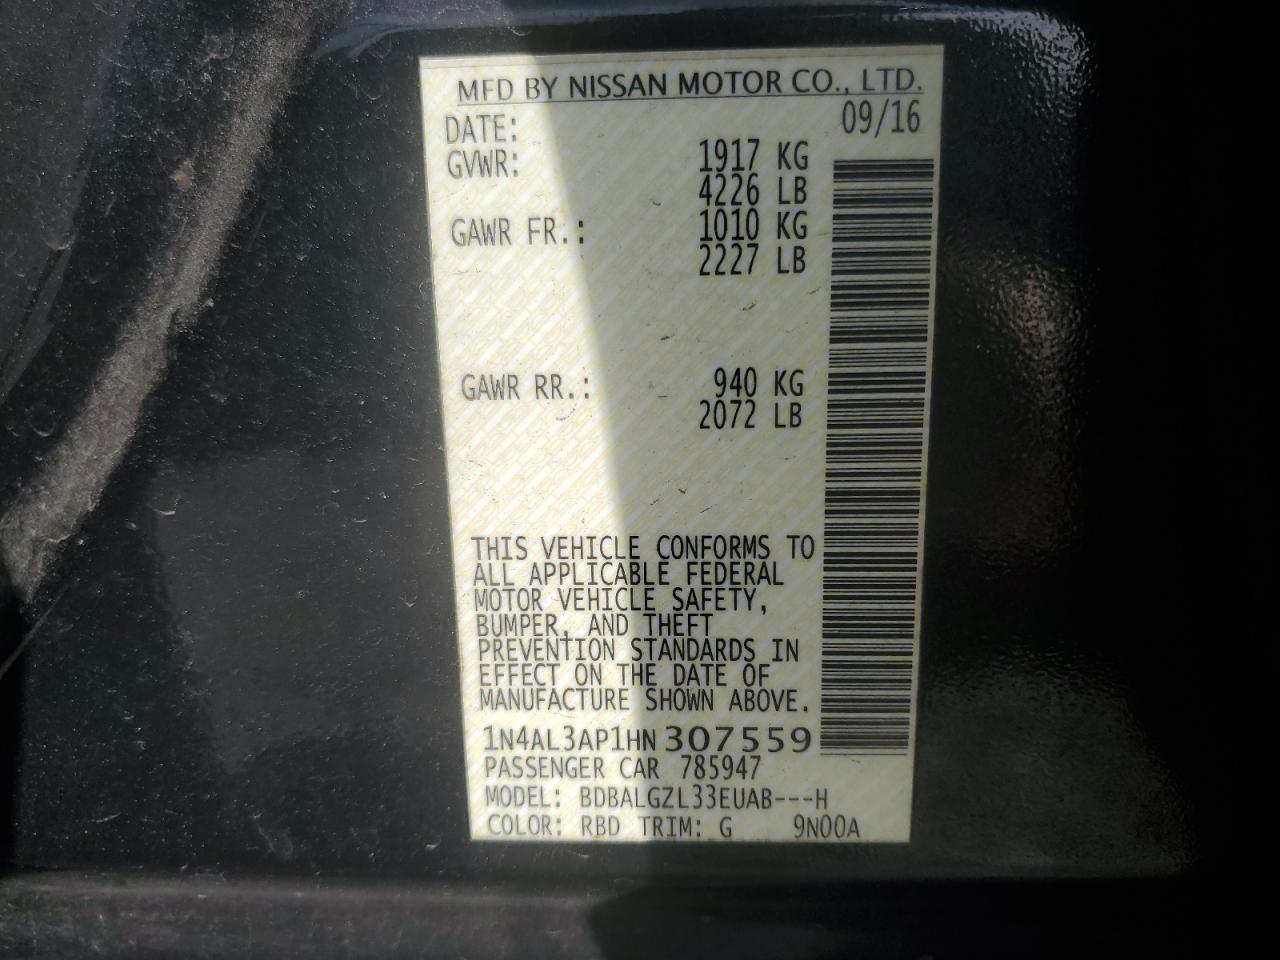 MFD BY NISSAN MOTOR CO., LTD.
DATE: 09/16
GVWR: 1917 KG
4226 LB
GAWR FR.: 1010 KG
2227 LB
GAWR RR.: 940 KG
2072 LB
THIS VEHICLE CONFORMS TO
ALL APPLICABLE FEDERAL
MOTOR VEHICLE SAFETY,
BUMPER, AND THEFT
PREVENTION STANDARDS IN
EFFECT ON THE DATE OF
MANUFACTURE SHOWN ABOVE.
1N4AL3AP1HN307559
PASSENGER CAR 785947
MODEL: BDBALGZL33EUAB---H
COLOR: RBD TRIM: G 9N00A